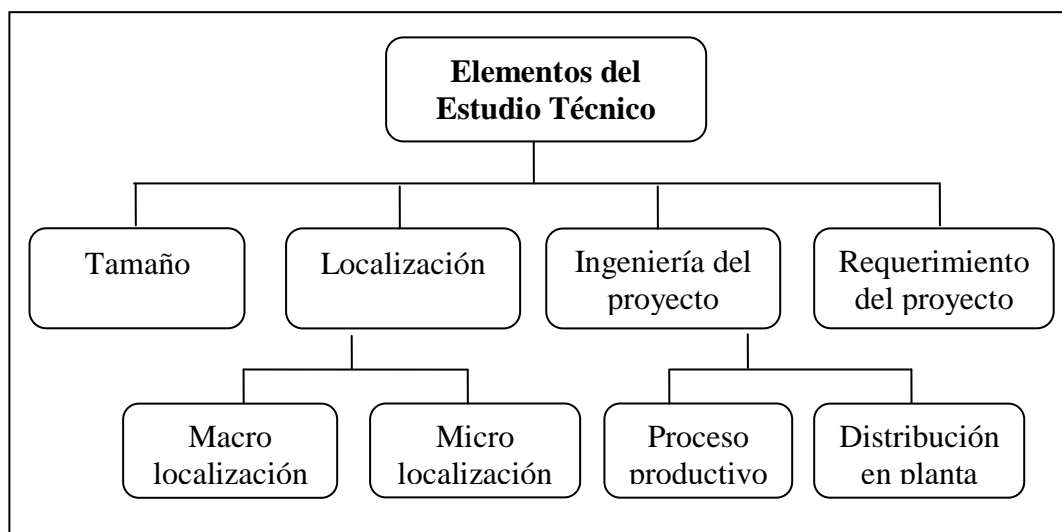 Elementos del
Estudio Técnico
Tamaño
Localización
Ingeniería del
proyecto
Requerimiento
del proyecto
Macro
localización
Micro
localización
Proceso
productivo
Distribución
en planta